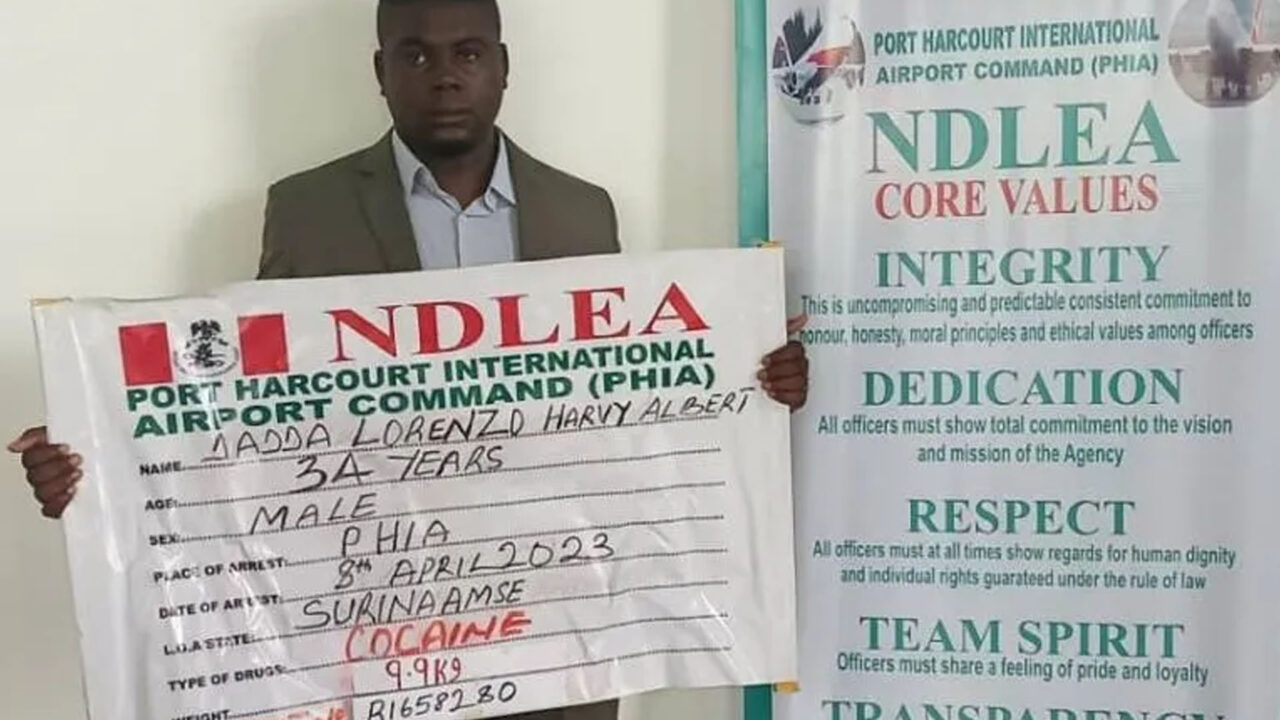 NDLEA
PORT HARCOURT INTERNATIONAL
AIRPORT COMMAND (PHIA)
NAME DADDA LORENZO HARVY ALBERT
AGE: 34 YEARS
SEX: MALE
PLACE OF ARREST: PHIA
DATE OF ARREST: 8th APRIL 2023
L.G.A STATE: SURINAAMSE
TYPE OF DRUGS: COCAINE
WEIGHT 9.9kg
R1658280
PORT HARCOURT INTERNATIONAL
AIRPORT COMMAND (PHIA)
NDLEA
CORE VALUES
INTEGRITY
This is uncompromising and predictable consistent commitment to
honour, honesty, moral principles and ethical values among officers
DEDICATION
All officers must show total commitment to the vision
and mission of the Agency
RESPECT
All officers must at all times show regards for human dignity
and individual rights guarateed under the rule of law
TEAM SPIRIT
Officers must share a feeling of pride and loyalty
TRANSPARENCY